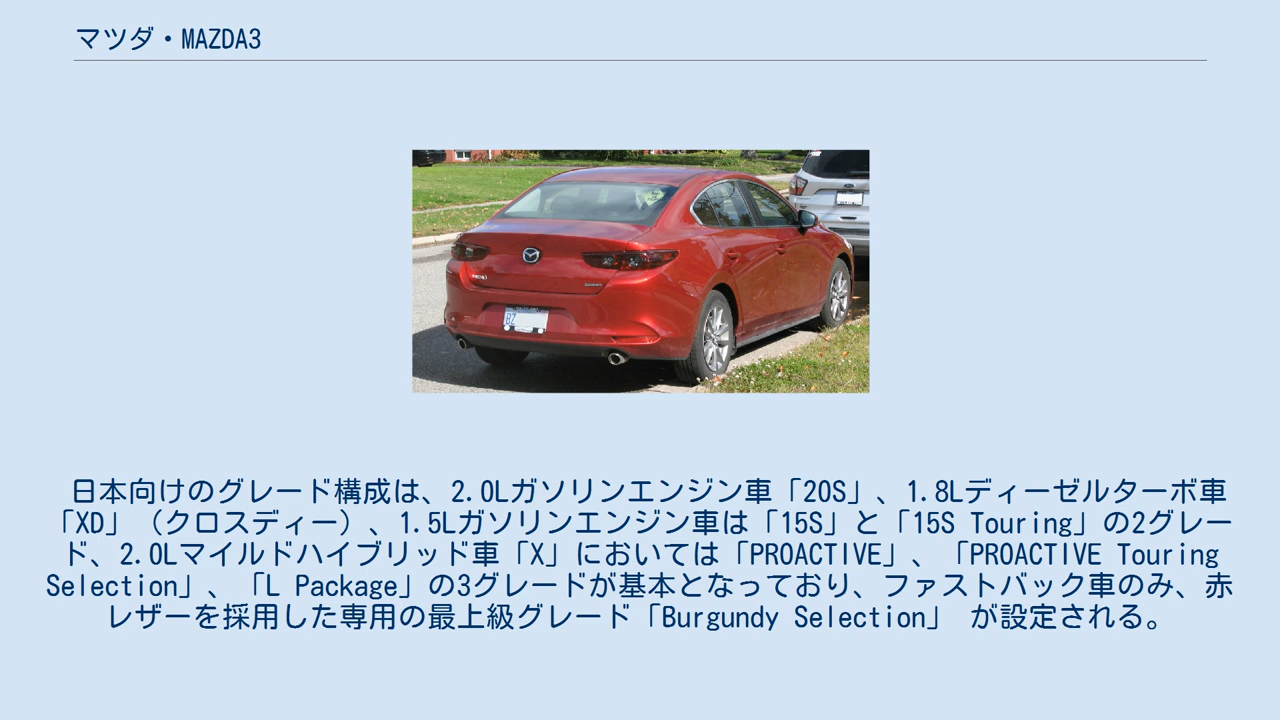 マツダ・MAZDA3
BZ
日本向けのグレード構成は、2.0Lガソリンエンジン車「20S」、1.8Lディーゼルターボ車
「XD」（クロスディー）、1.5Lガソリンエンジン車は「15S」と「15S Touring」の2グレー
ド、2.0Lマイルドハイブリッド車「X」においては「PROACTIVE」、「PROACTIVE Touring
Selection」、「L Package」の3グレードが基本となっており、ファストバック車のみ、赤
レザーを採用した専用の最上級グレード「Burgundy Selection」 が設定される。